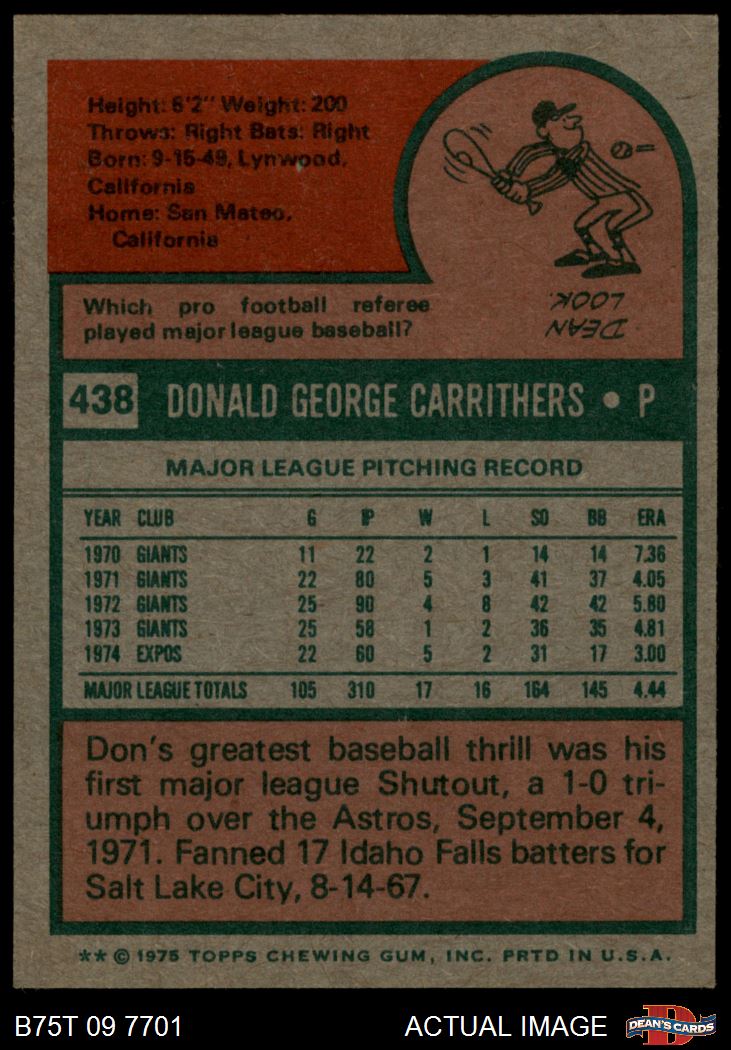 Height: 6'2" Weight: 200
Throws: Right Bats: Right
Born: 9-15-49, Lynwood,
California
Home: San Mateo,
California
Which pro football referee
played major league baseball?
DEAN
LOOK.
438 DONALD GEORGE CARRITHERS • P
MAJOR LEAGUE PITCHING RECORD
YEAR CLUB G IP W L SO BB ERA
1970 GIANTS 11 22 2 1 14 14 7.36
1971 GIANTS 22 80 5 3 41 37 4.05
1972 GIANTS 25 90 4 8 42 42 5.80
1973 GIANTS 25 58 1 2 36 35 4.81
1974 EXPOS 22 60 5 2 31 17 3.00
MAJOR LEAGUE TOTALS 105 310 17 16 164 145 4.44
Don's greatest baseball thrill was his
first major league Shutout, a 1-0 tri-
umph over the Astros, September 4,
1971. Fanned 17 Idaho Falls batters for
Salt Lake City, 8-14-67.
** © 1975 TOPPS CHEWING GUM, INC. PRTD IN U.S.A.
B75T 09 7701 ACTUAL IMAGE DEAN'S CARDS